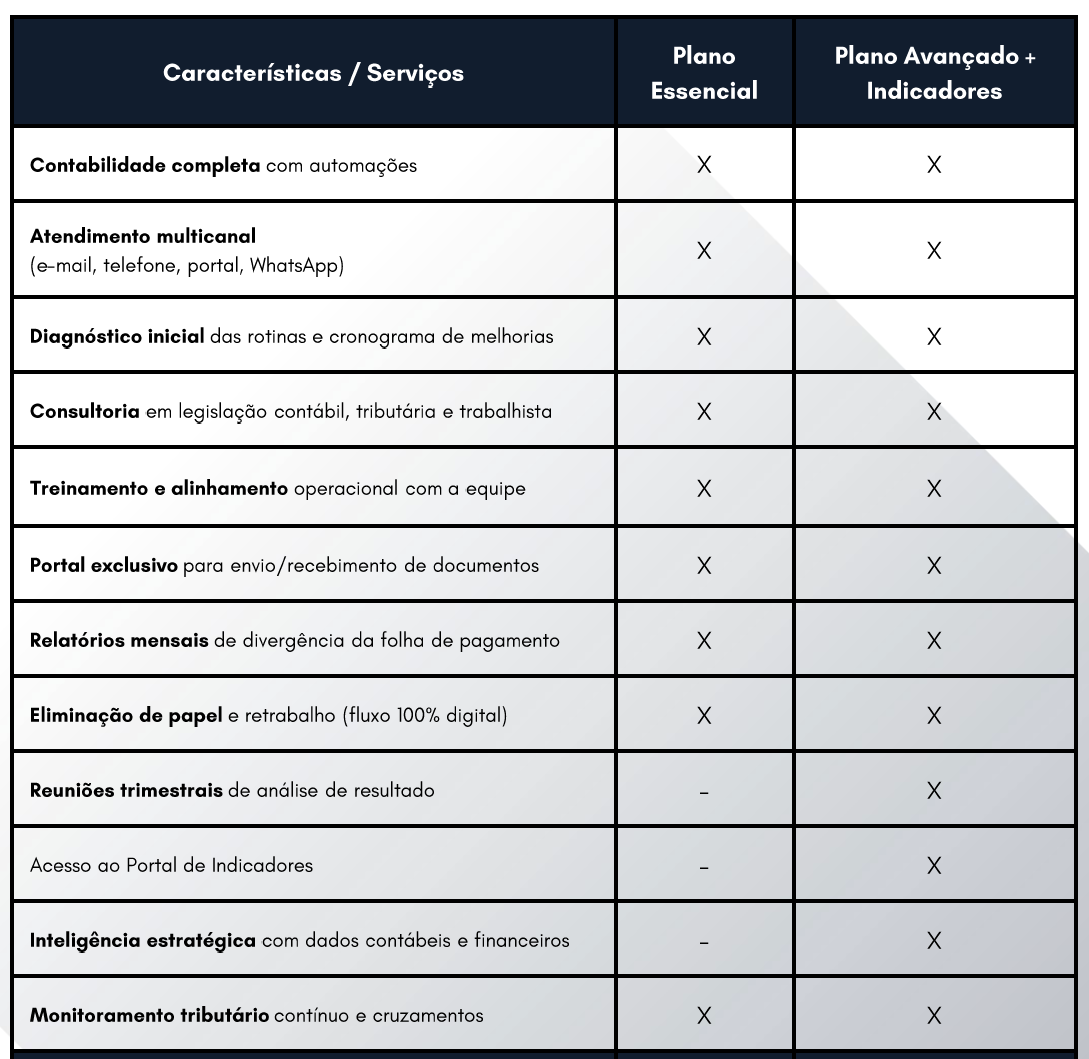 Características / Serviços
Plano
Essencial
Plano Avançado +
Indicadores
Contabilidade completa com automações
X
X
Atendimento multicanal
(e-mail, telefone, portal, WhatsApp)
X
X
Diagnóstico inicial das rotinas e cronograma de melhorias
X
X
Consultoria em legislação contábil, tributária e trabalhista
X
X
Treinamento e alinhamento operacional com a equipe
X
X
Portal exclusivo para envio/recebimento de documentos
X
X
Relatórios mensais de divergência da folha de pagamento
X
X
Eliminação de papel e retrabalho (fluxo 100% digital)
X
X
Reuniões trimestrais de análise de resultado
-
X
Acesso ao Portal de Indicadores
-
X
Inteligência estratégica com dados contábeis e financeiros
-
X
Monitoramento tributário contínuo e cruzamentos
X
X